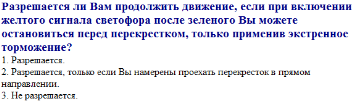 Разрешается ли Вам продолжить движение, если при включении
желтого сигнала светофора после зеленого Вы можете
остановиться перед перекрестком, только применив экстренное
торможение?
1. Разрешается.
2. Разрешается, только если Вы намерены проехать перекресток в прямом
направлении.
3. Не разрешается.